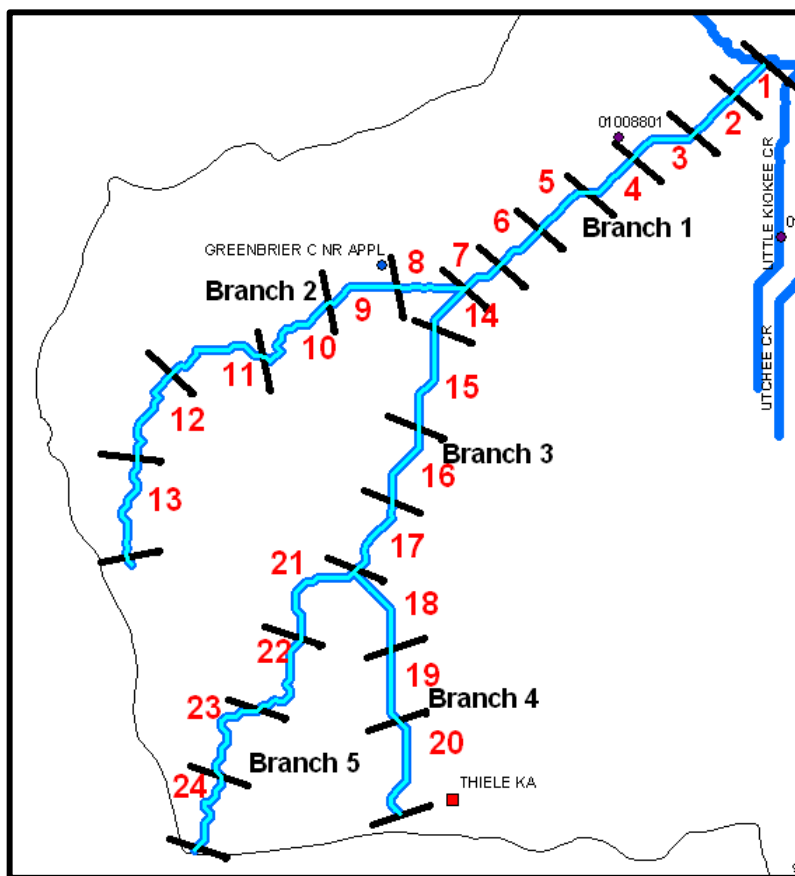 1
2
01008801
3
4
LITTLE KIOKEE CR
5
Branch 1
6
GREENBRIER C NR APPL
7
8
Branch 2
9
14
10
UTCHEE CR
11
15
12
Branch 3
16
13
17
21
18
22
19
23
Branch 4
20
Branch 5
24
THIELE KA